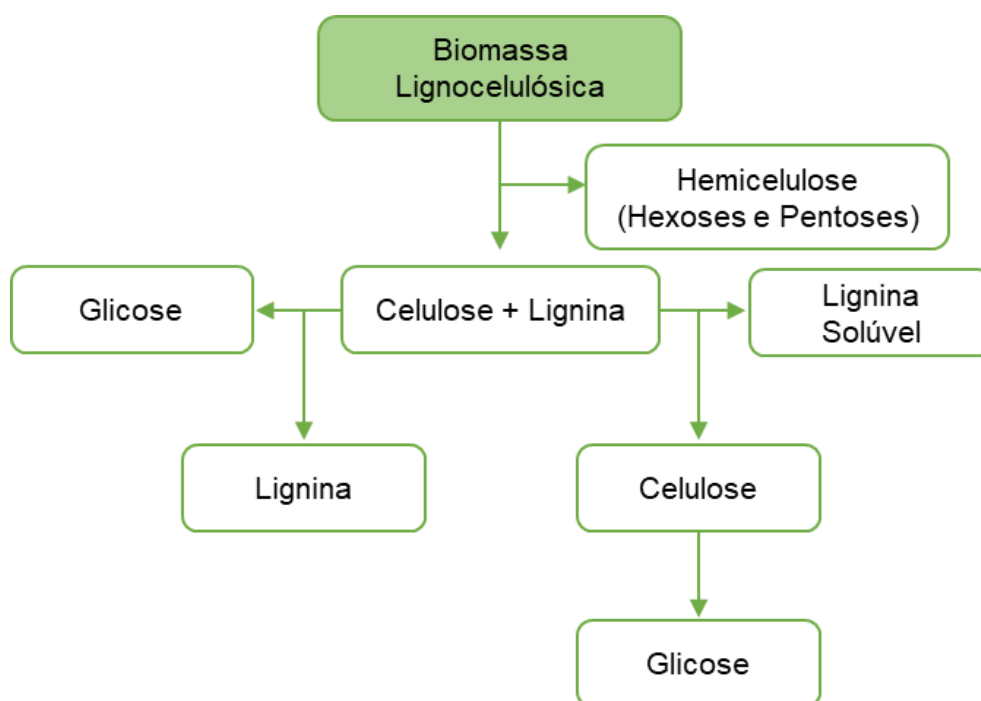 Biomassa
Lignocelulósica
Hemicelulose
(Hexoses e Pentoses)
Glicose
Celulose + Lignina
Lignina
Solúvel
Lignina
Celulose
Glicose